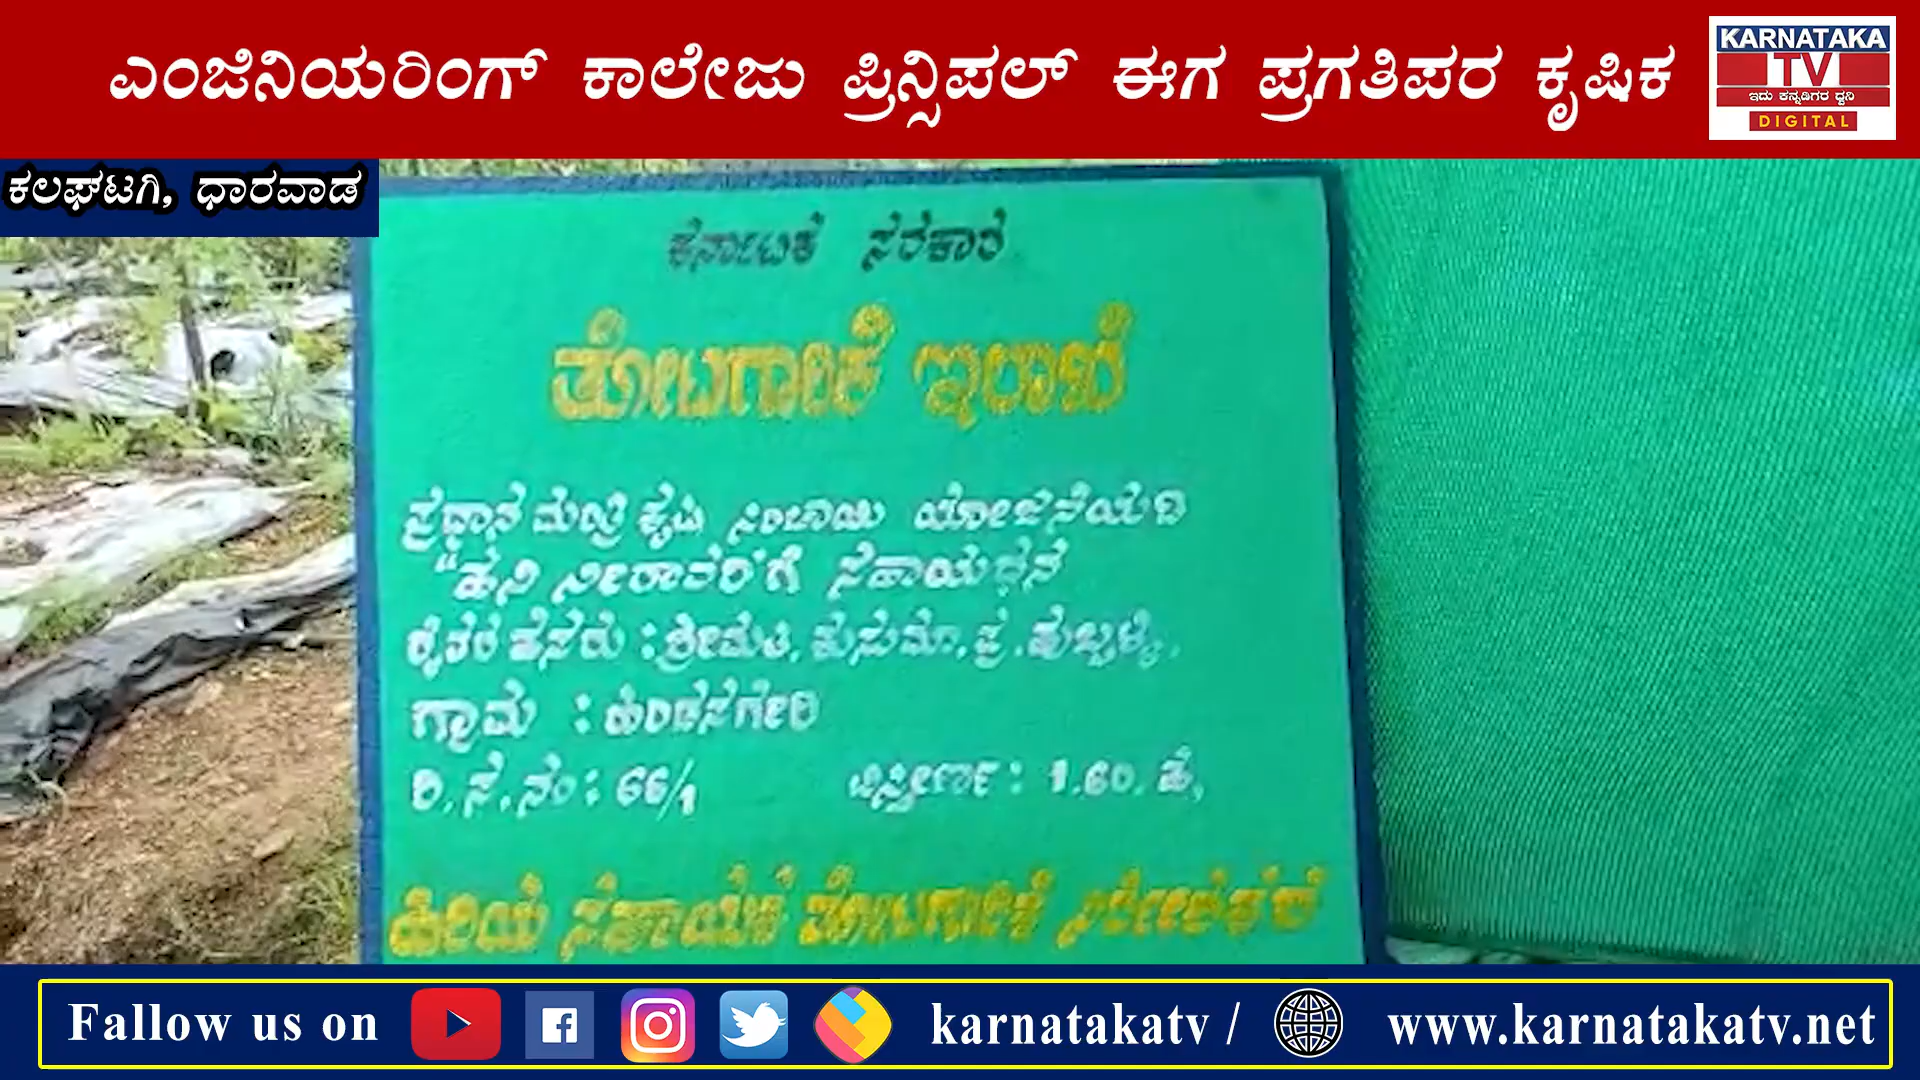 ಎಂಜಿನಿಯರಿಂಗ್ ಕಾಲೇಜು ಪ್ರಿನ್ಸಿಪಲ್ ಈಗ ಪ್ರಗತಿಪರ ಕೃಷಿಕ
KARNATAKA
TV
ಇದು ಕನ್ನಡಿಗರ ಧ್ವನಿ
DIGITAL
ಕಲಘಟಗಿ, ಧಾರವಾಡ
ಕರ್ನಾಟಕ ಸರಕಾರ
ತೋಟಗಾರಿಕೆ ಇಲಾಖೆ
ಪ್ರಧಾನ ಮಂತ್ರಿ ಕೃಷಿ ಸಿಂಚಾಯಿ ಯೋಜನೆಯಡಿ
"ಹನಿ ನೀರಾವರಿ"ಗೆ ಸಹಾಯಧನ
ರೈತರ ಹೆಸರು : ಶ್ರೀಮತಿ. ಕುಸುಮಾ. ಪ್ರ. ಹುಬ್ಬಳ್ಳಿ.
ಗ್ರಾಮ : ಹಿಂಡಸಗೇರಿ
ರಿ.ಸ.ನಂ : 66/1 ವಿಸ್ತೀರ್ಣ : 1.60. ಹೆ,
ಹಿರಿಯ ಸಹಾಯಕ ತೋಟಗಾರಿಕೆ ನಿರ್ದೇಶಕರು
Fallow us on karnatakatv / www.karnatakatv.net